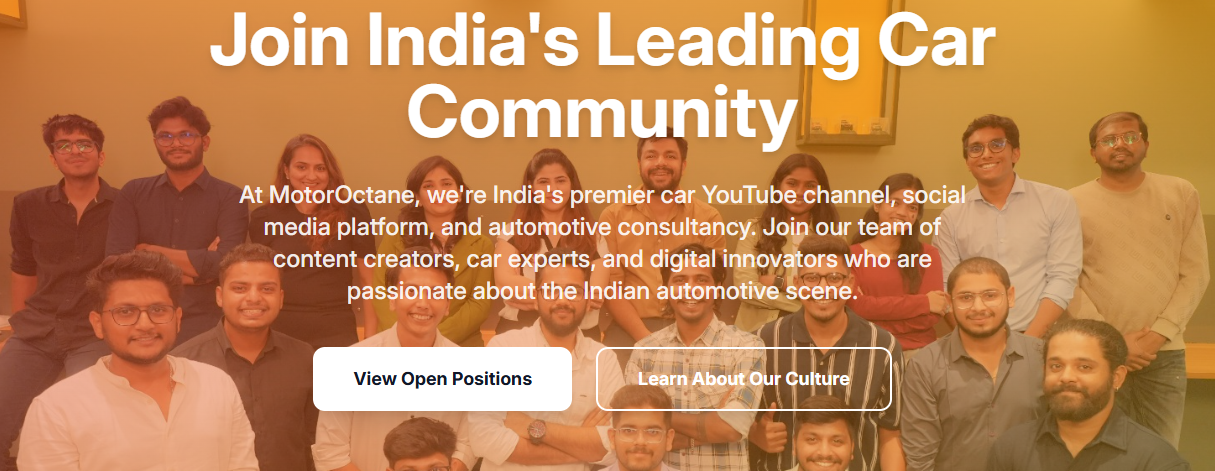 Join India's Leading Car
Community
At MotorOctane, we're India's premier car YouTube channel, social
media platform, and automotive consultancy. Join our team of
content creators, car experts, and digital innovators who are
passionate about the Indian automotive scene.
View Open Positions
Learn About Our Culture